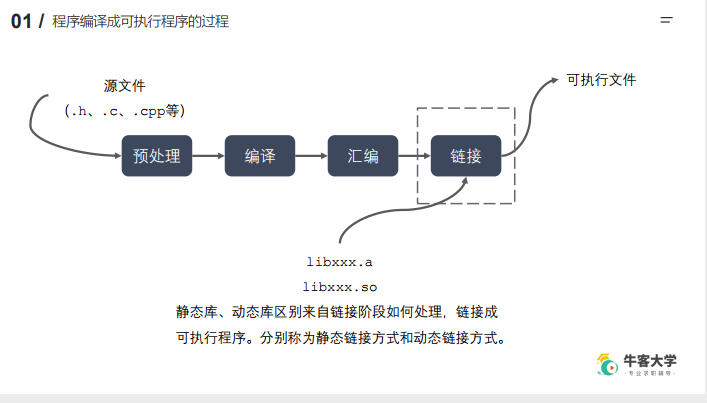 01 / 程序编译成可执行程序的过程
源文件
(.h、.c、.cpp等)
可执行文件
预处理
编译
汇编
链接
libxxx.a
libxxx.so
静态库、动态库区别来自链接阶段如何处理，链接成
可执行程序。分别称为静态链接方式和动态链接方式。
牛客大学
·专业求职辅导·